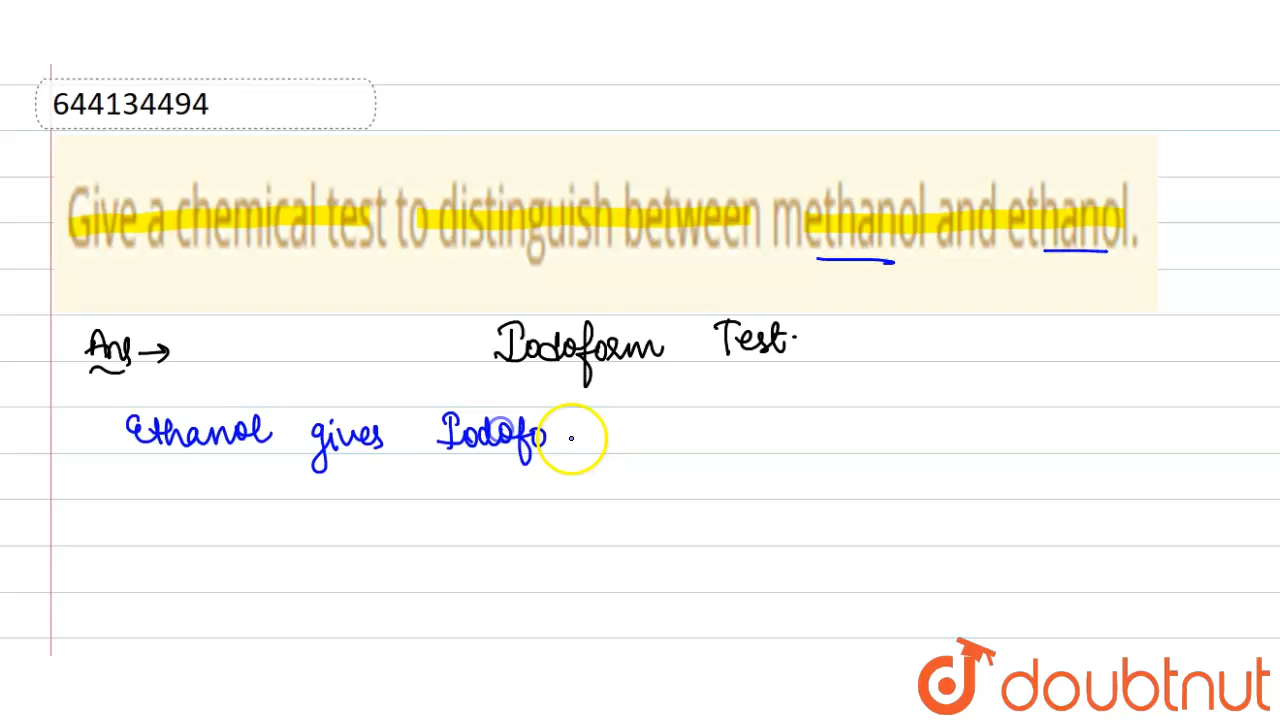 644134494
Give a chemical test to distinguish between methanol and ethanol.
Ans → Iodoform Test.
Ethanol gives Iodofo
doubtnut